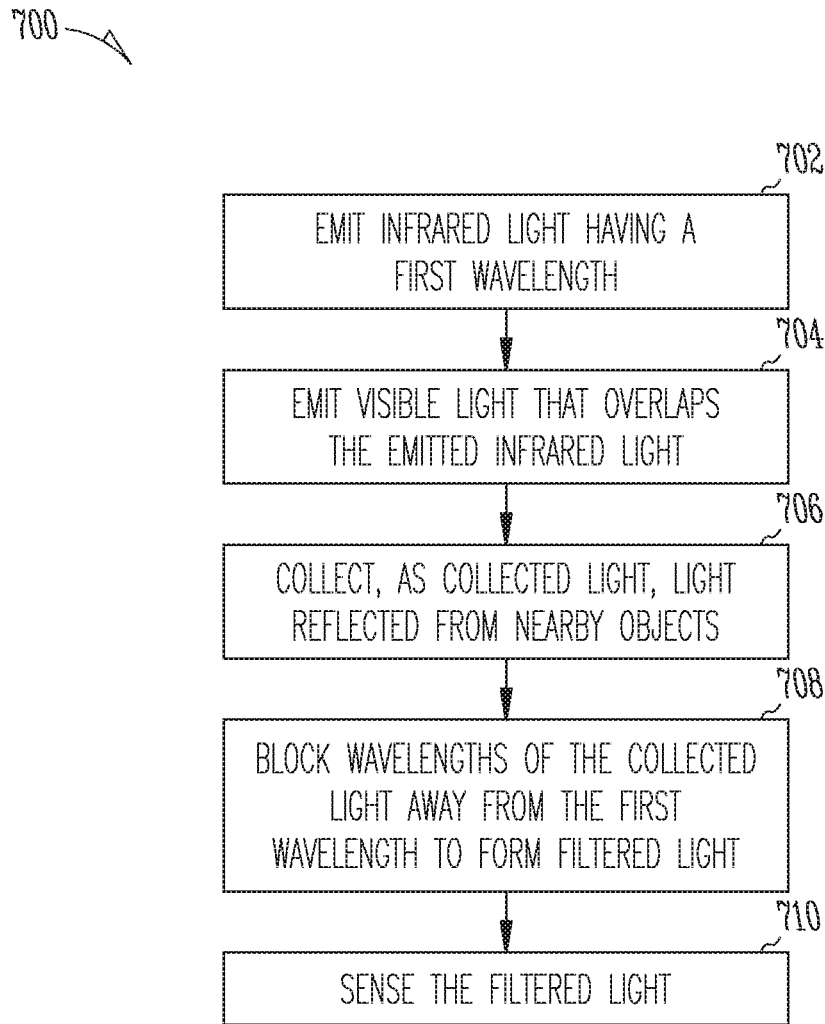 700
702
EMIT INFRARED LIGHT HAVING A
FIRST WAVELENGTH
704
EMIT VISIBLE LIGHT THAT OVERLAPS
THE EMITTED INFRARED LIGHT
706
COLLECT, AS COLLECTED LIGHT, LIGHT
REFLECTED FROM NEARBY OBJECTS
708
BLOCK WAVELENGTHS OF THE COLLECTED
LIGHT AWAY FROM THE FIRST
WAVELENGTH TO FORM FILTERED LIGHT
710
SENSE THE FILTERED LIGHT